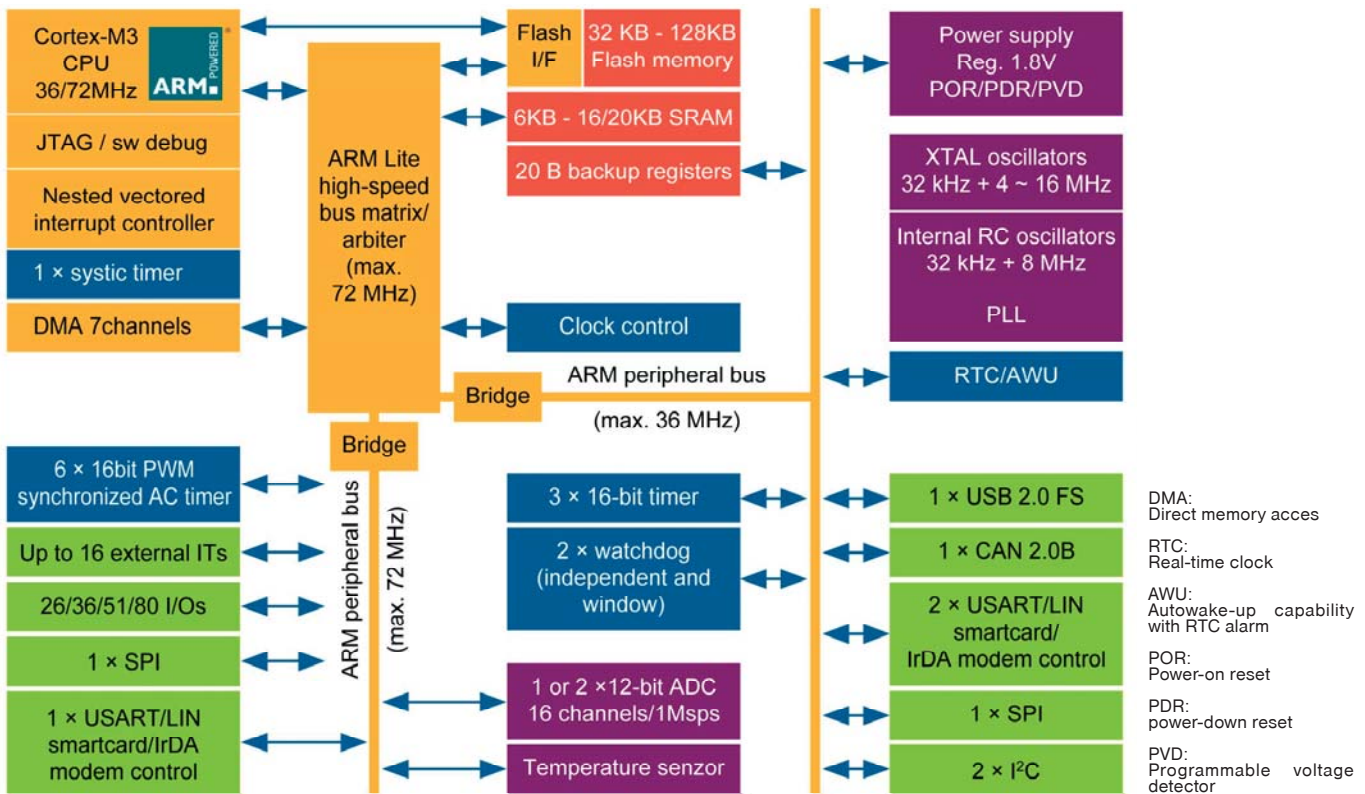 Cortex-M3
CPU
36/72MHz
ARM POWERED®
JTAG / sw debug
Nested vectored
interrupt controller
1 × systic timer
DMA 7channels
ARM Lite
high-speed
bus matrix/
arbiter
(max.
72 MHz)
Flash
I/F
32 KB - 128KB
Flash memory
6KB - 16/20KB SRAM
20 B backup registers
Clock control
Power supply
Reg. 1.8V
POR/PDR/PVD
XTAL oscillators
32 kHz + 4 ~ 16 MHz
Internal RC oscillators
32 kHz + 8 MHz
PLL
RTC/AWU
Bridge
ARM peripheral bus
(max. 36 MHz)
Bridge
ARM peripheral bus
(max. 72 MHz)
6 × 16bit PWM
synchronized AC timer
Up to 16 external ITs
26/36/51/80 I/Os
1 × SPI
1 × USART/LIN
smartcard/IrDA
modem control
3 × 16-bit timer
2 × watchdog
(independent and
window)
1 or 2 ×12-bit ADC
16 channels/1Msps
Temperature senzor
1 × USB 2.0 FS
1 × CAN 2.0B
2 × USART/LIN
smartcard/
IrDA modem control
1 × SPI
2 × I²C
DMA:
Direct memory acces
RTC:
Real-time clock
AWU:
Autowake-up capability
with RTC alarm
POR:
Power-on reset
PDR:
power-down reset
PVD:
Programmable voltage
detector